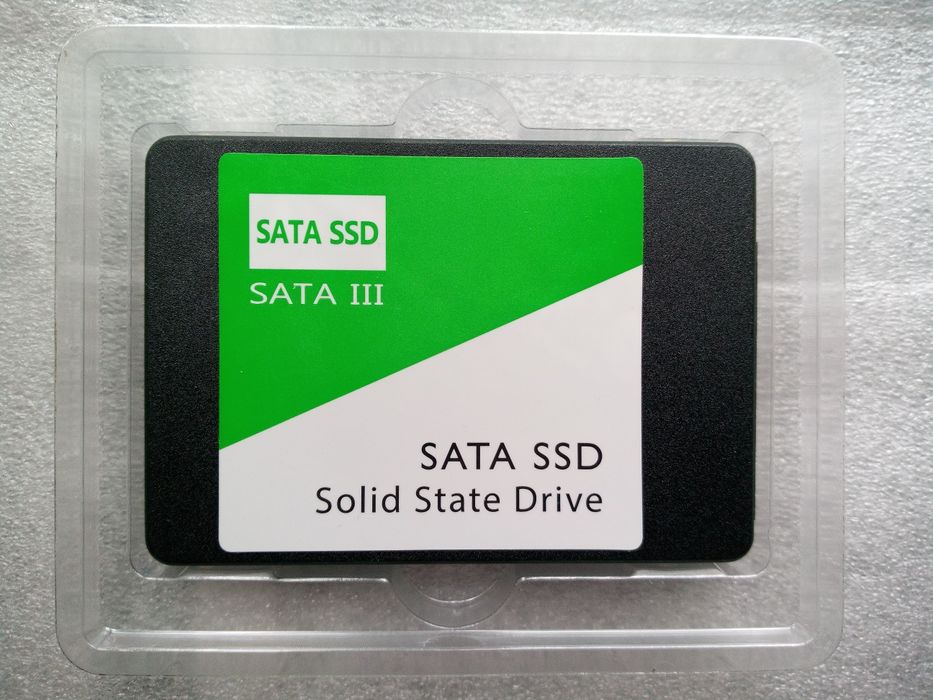 SATA SSD
SATA III
SATA SSD
Solid State Drive